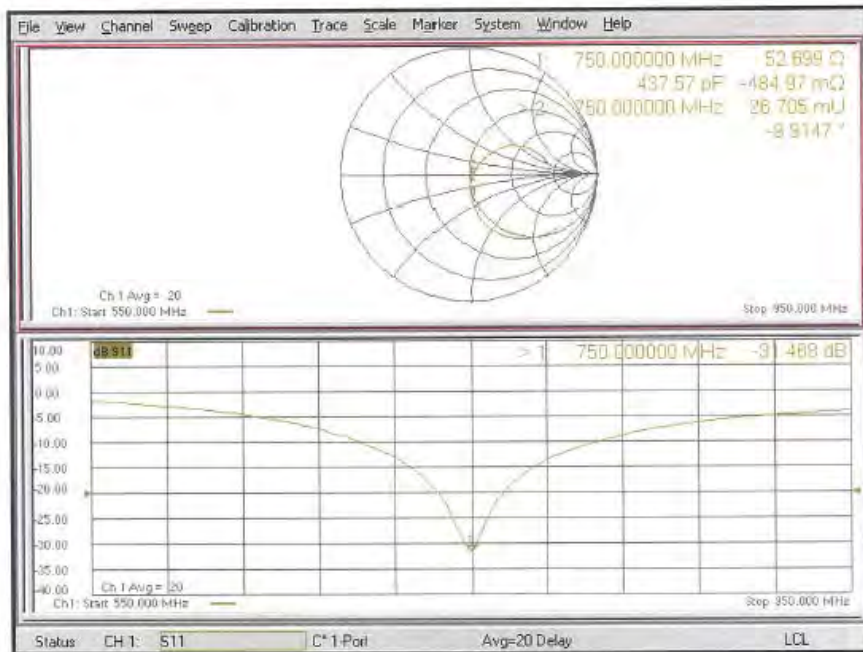 File View Channel Sweep Calibration Trace Scale Marker System Window Help
1: 750.000000 MHz 52.699 Ω
437.57 pF -484.97 mΩ
> 2: 750.000000 MHz 26.705 mU
-9.9147 °
Ch 1 Avg = 20
Ch1: Start 550.000 MHz
Stop 950.000 MHz
10.00 dB S11
> 1: 750.000000 MHz -31.468 dB
5.00
0.00
-5.00
-10.00
-15.00
-20.00
-25.00
-30.00
-35.00
-40.00
Ch 1 Avg = 20
Ch1: Start 550.000 MHz
Stop 950.000 MHz
Status CH 1: S11 C* 1-Port Avg=20 Delay LCL